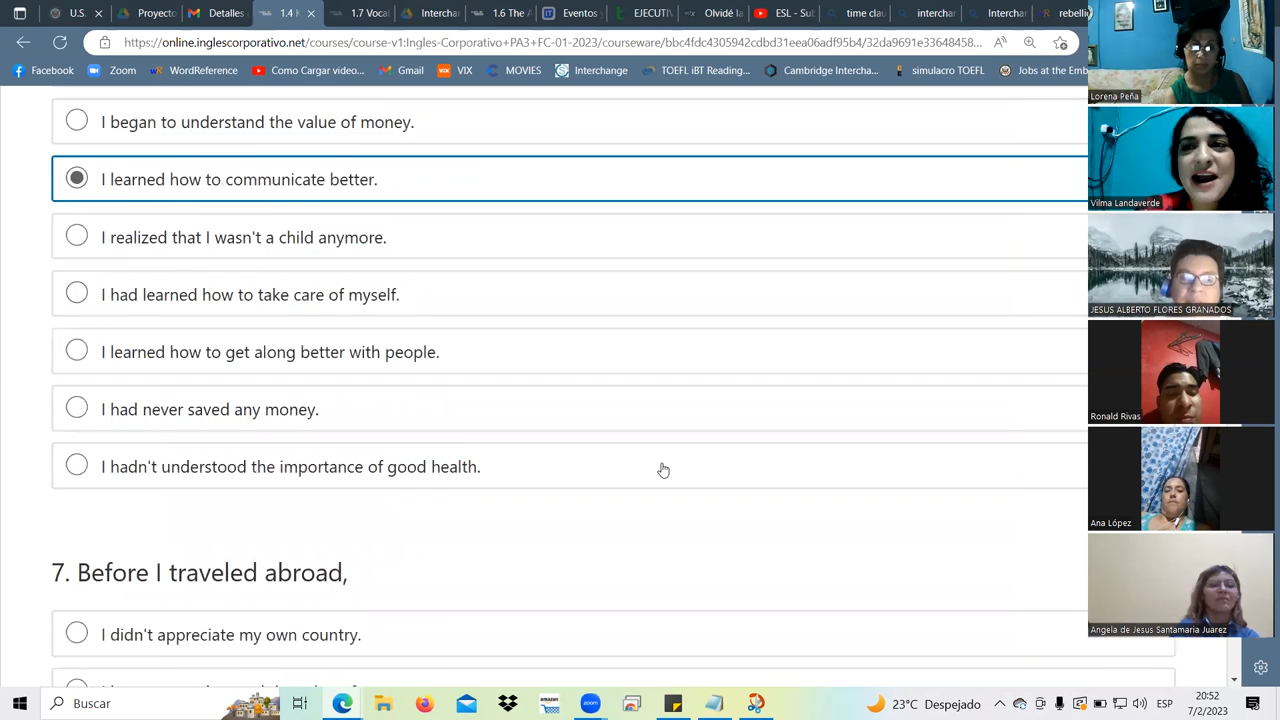 U.S.
Proyecto
Detalles
1.4 I
1.7 Vocal
Intercha
1.6 The A
Eventos
EJECUTIV
Olvidé la
ESL - Sub
time clau
interchar
Interchar
rebellin
https://online.inglescorporativo.net/courses/course-v1:Ingles-Corporativo+PA3+FC-01-2023/courseware/bbc4fdc4305942cdbd31eea06adf95b4/32da9691e33648458...
Facebook
Zoom
WordReference
Como Cargar video...
Gmail
VIX
MOVIES
Interchange
TOEFL iBT Reading...
Cambridge Intercha...
simulacro TOEFL
Jobs at the Emb
I began to understand the value of money.
I learned how to communicate better.
I realized that I wasn't a child anymore.
I had learned how to take care of myself.
I learned how to get along better with people.
I had never saved any money.
I hadn't understood the importance of good health.
7. Before I traveled abroad,
I didn't appreciate my own country.
Lorena Peña
Vilma Landaverde
JESUS ALBERTO FLORES GRANADOS
Ronald Rivas
Ana López
Angela de Jesus Santamaria Juarez
Buscar
23°C Despejado
ESP
20:52
7/2/2023